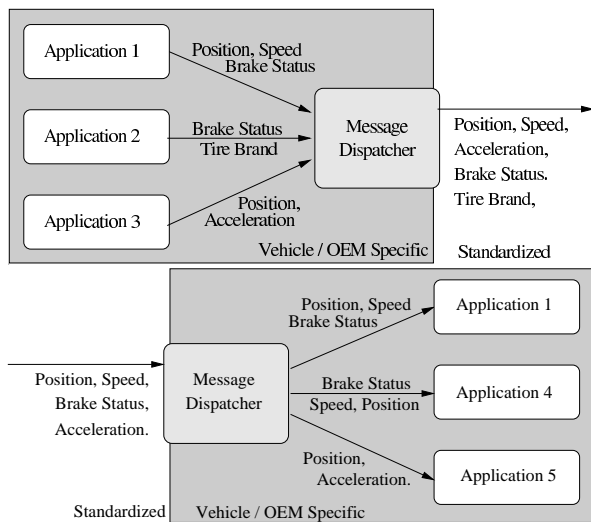 Application 1
Position, Speed
Brake Status
Application 2
Brake Status
Tire Brand
Message
Dispatcher
Position, Speed,
Acceleration,
Brake Status.
Tire Brand,
Application 3
Position,
Acceleration
Vehicle / OEM Specific
Standardized
Position, Speed
Brake Status
Application 1
Position, Speed,
Brake Status,
Acceleration.
Message
Dispatcher
Brake Status
Speed, Position
Application 4
Position,
Acceleration.
Application 5
Standardized
Vehicle / OEM Specific